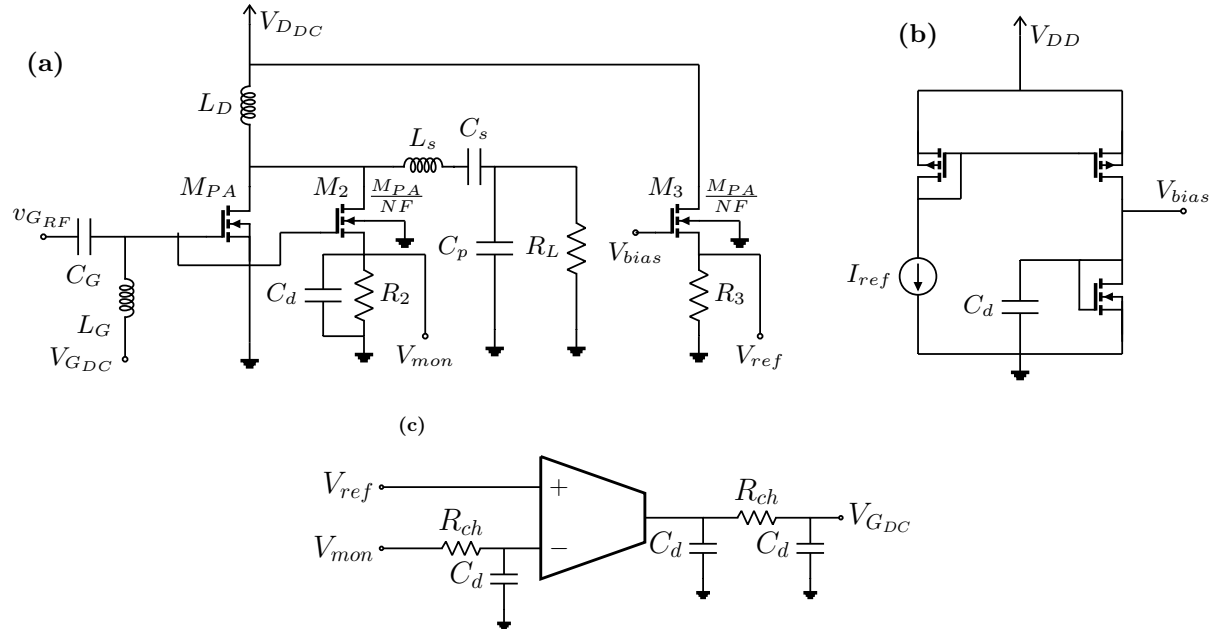 (a)
V_{D_{DC}}
L_D
L_s
C_s
M_{PA}
M_2
\frac{M_{PA}}{NF}
M_3
\frac{M_{PA}}{NF}
v_{G_{RF}}
C_G
L_G
V_{G_{DC}}
C_d
R_2
V_{mon}
C_p
R_L
V_{bias}
R_3
V_{ref}
(b)
V_{DD}
V_{bias}
I_{ref}
C_d
(c)
V_{ref}
+
V_{mon}
R_{ch}
−
C_d
C_d
R_{ch}
C_d
V_{G_{DC}}